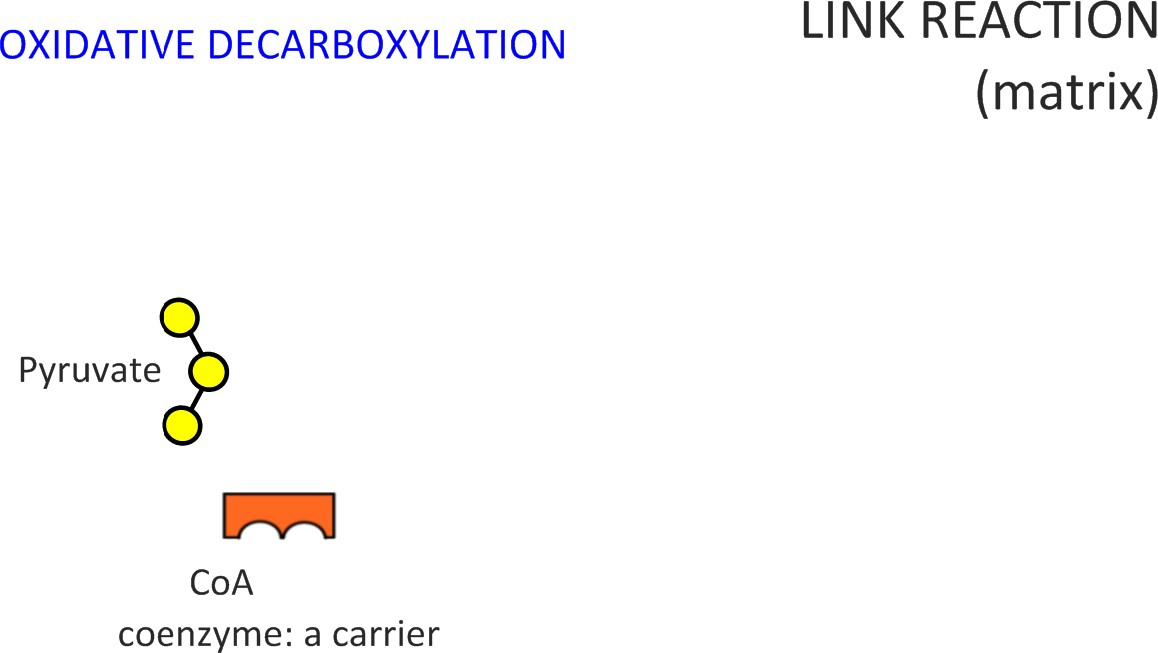 OXIDATIVE DECARBOXYLATION
LINK REACTION
(matrix)
Pyruvate
CoA
coenzyme: a carrier